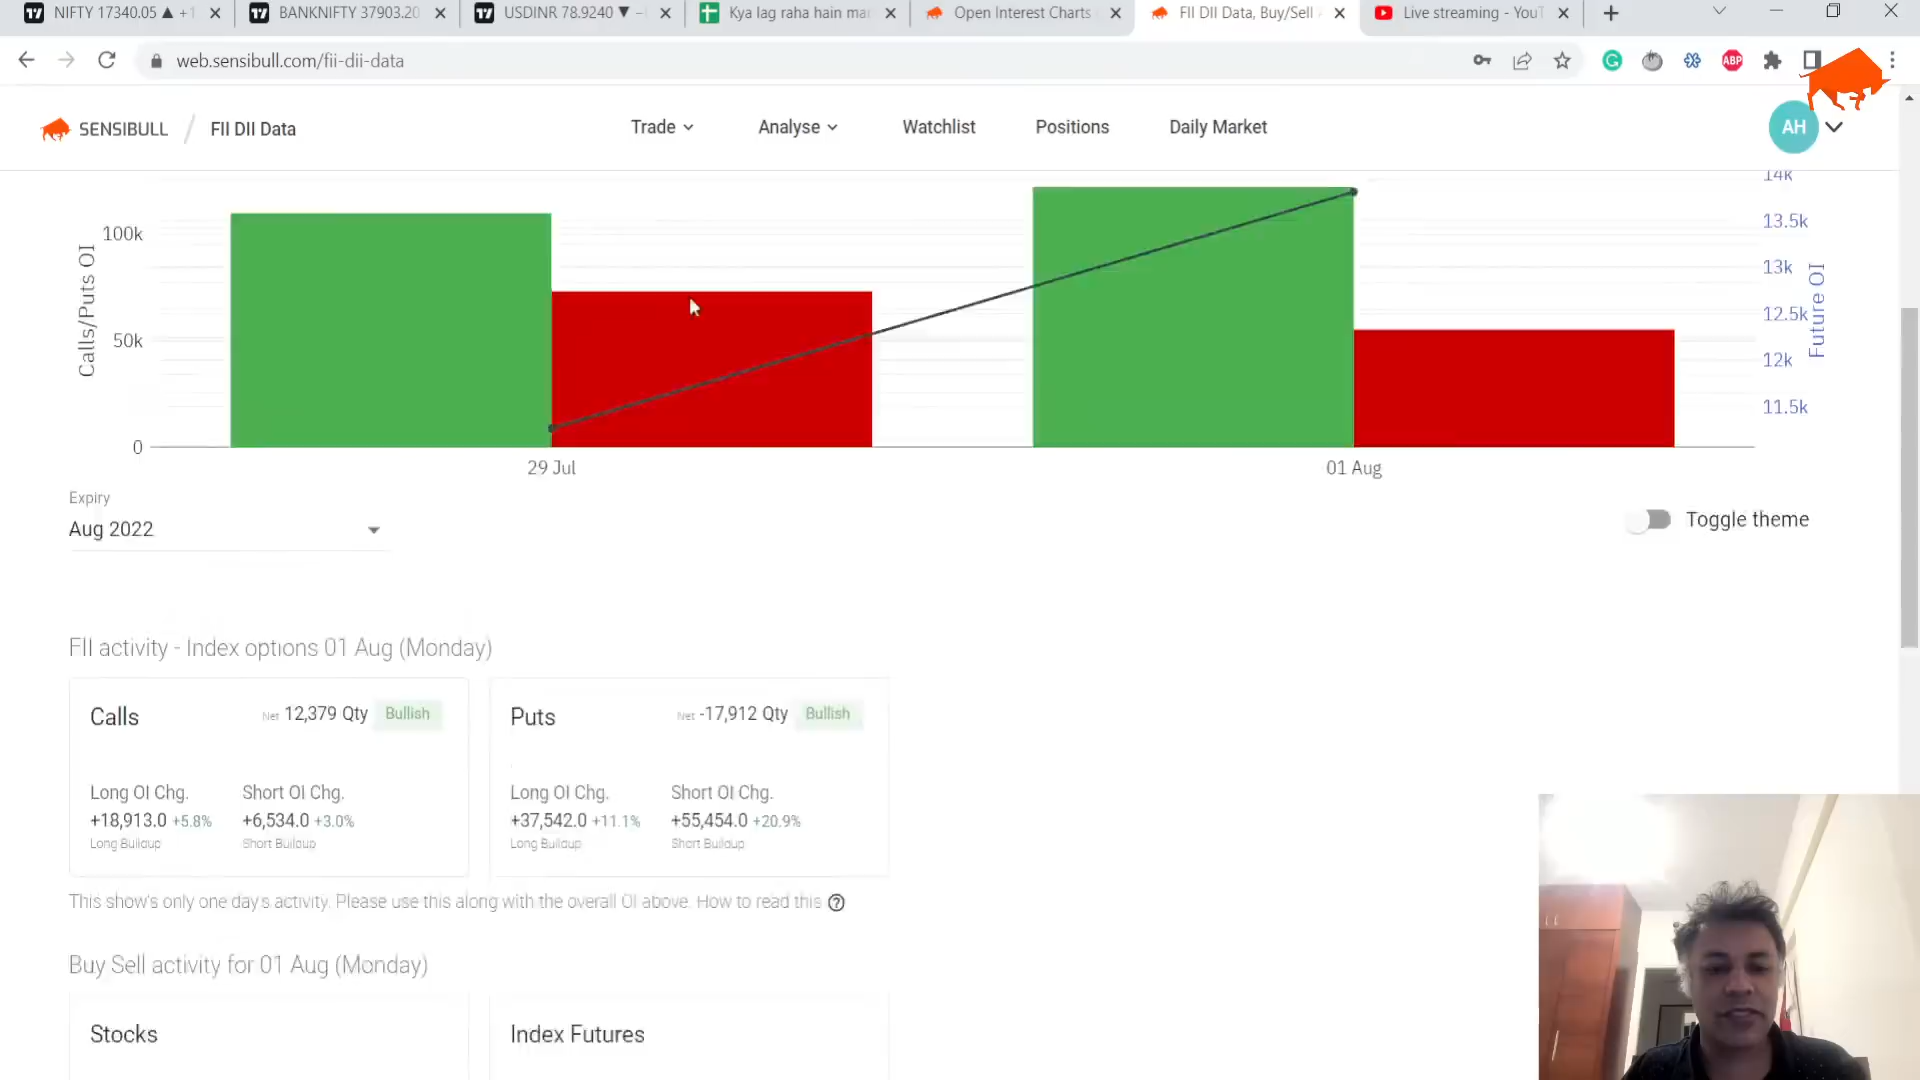 NIFTY 17340.05 ▲ +1
BANKNIFTY 37903.20
USDINR 78.9240 ▼ −
Kya lag raha hain mar
Open Interest Charts
FII DII Data, Buy/Sell
Live streaming - YouT
web.sensibull.com/fii-dii-data
ABP
SENSIBULL / FII DII Data
Trade
Analyse
Watchlist
Positions
Daily Market
AH
Calls/Puts OI
100k
50k
0
14k
13.5k
13k
12.5k
12k
11.5k
Future OI
29 Jul
01 Aug
Expiry
Aug 2022
Toggle theme
FII activity - Index options 01 Aug (Monday)
Calls
Net 12,379 Qty Bullish
Long OI Chg.
+18,913.0 +5.8%
Long Buildup
Short OI Chg.
+6,534.0 +3.0%
Short Buildup
Puts
Net -17,912 Qty Bullish
Long OI Chg.
+37,542.0 +11.1%
Long Buildup
Short OI Chg.
+55,454.0 +20.9%
Short Buildup
This show's only one day's activity. Please use this along with the overall OI above. How to read this ?
Buy Sell activity for 01 Aug (Monday)
Stocks
Index Futures